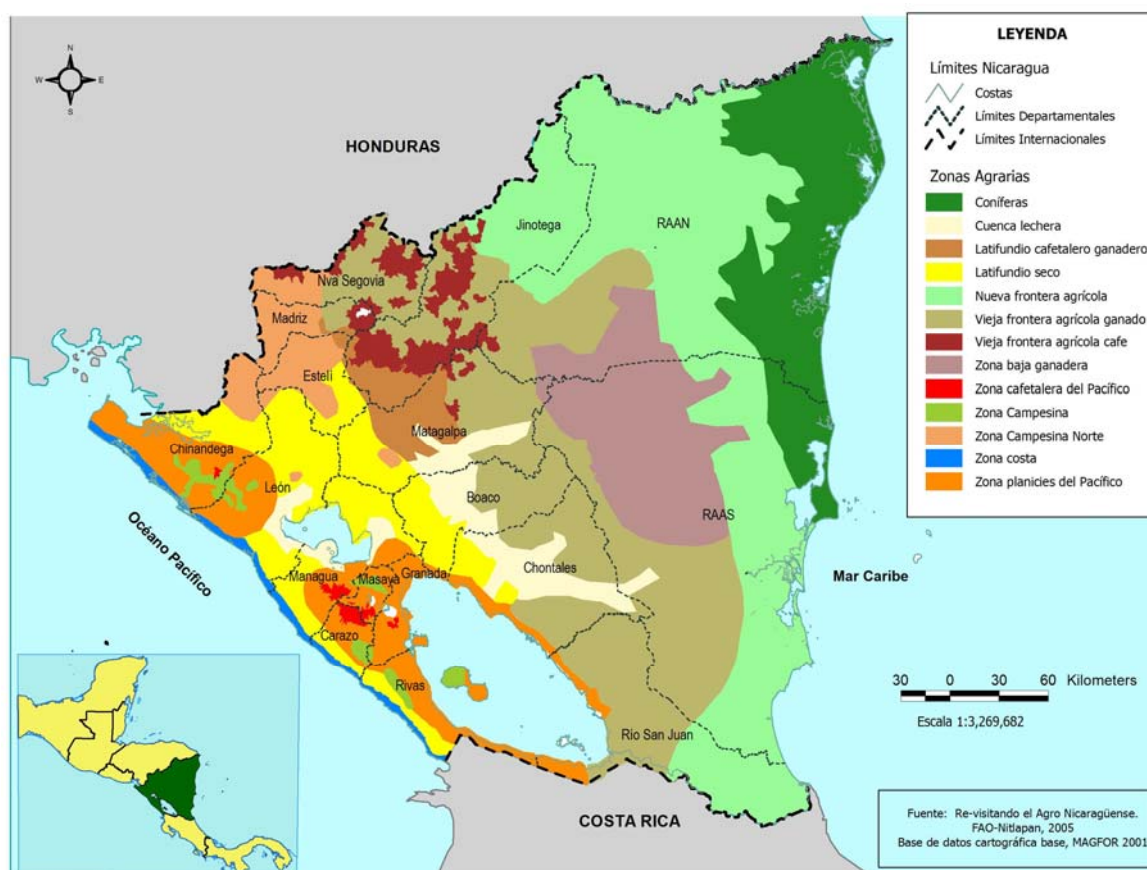 N
W
E
S
HONDURAS
Jinotega
RAAN
Nva Segovia
Madriz
Estelí
Matagalpa
Chinandega
León
Boaco
RAAS
Océano Pacífico
Managua
Masaya
Granada
Chontales
Mar Caribe
Carazo
Rivas
Rio San Juan
COSTA RICA
LEYENDA
Límites Nicaragua
Costas
Límites Departamentales
Límites Internacionales
Zonas Agrarias
Coníferas
Cuenca lechera
Latifundio cafetalero ganadero
Latifundio seco
Nueva frontera agrícola
Vieja frontera agrícola ganado
Vieja frontera agrícola cafe
Zona baja ganadera
Zona cafetalera del Pacífico
Zona Campesina
Zona Campesina Norte
Zona costa
Zona planicies del Pacífico
30 0 30 60 Kilometers
Escala 1:3,269,682
Fuente: Re-visitando el Agro Nicaragüense.
FAO-Nitlapan, 2005
Base de datos cartográfica base, MAGFOR 2001